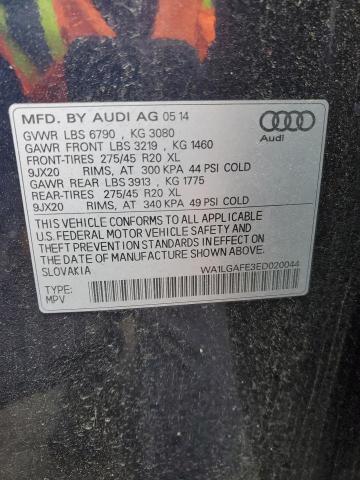 MFD. BY AUDI AG 05 14
GVWR LBS 6790 , KG 3080
GAWR FRONT LBS 3219 , KG 1460
FRONT-TIRES 275/45 R20 XL
9JX20 RIMS, AT 300 KPA 44 PSI COLD
GAWR REAR LBS 3913 , KG 1775
REAR-TIRES 275/45 R20 XL
9JX20 RIMS, AT 340 KPA 49 PSI COLD
THIS VEHICLE CONFORMS TO ALL APPLICABLE
U.S. FEDERAL MOTOR VEHICLE SAFETY AND
THEFT PREVENTION STANDARDS IN EFFECT ON
THE DATE OF MANUFACTURE SHOWN ABOVE.
SLOVAKIA
WA1LGAFE3ED020044
TYPE:
MPV
Audi